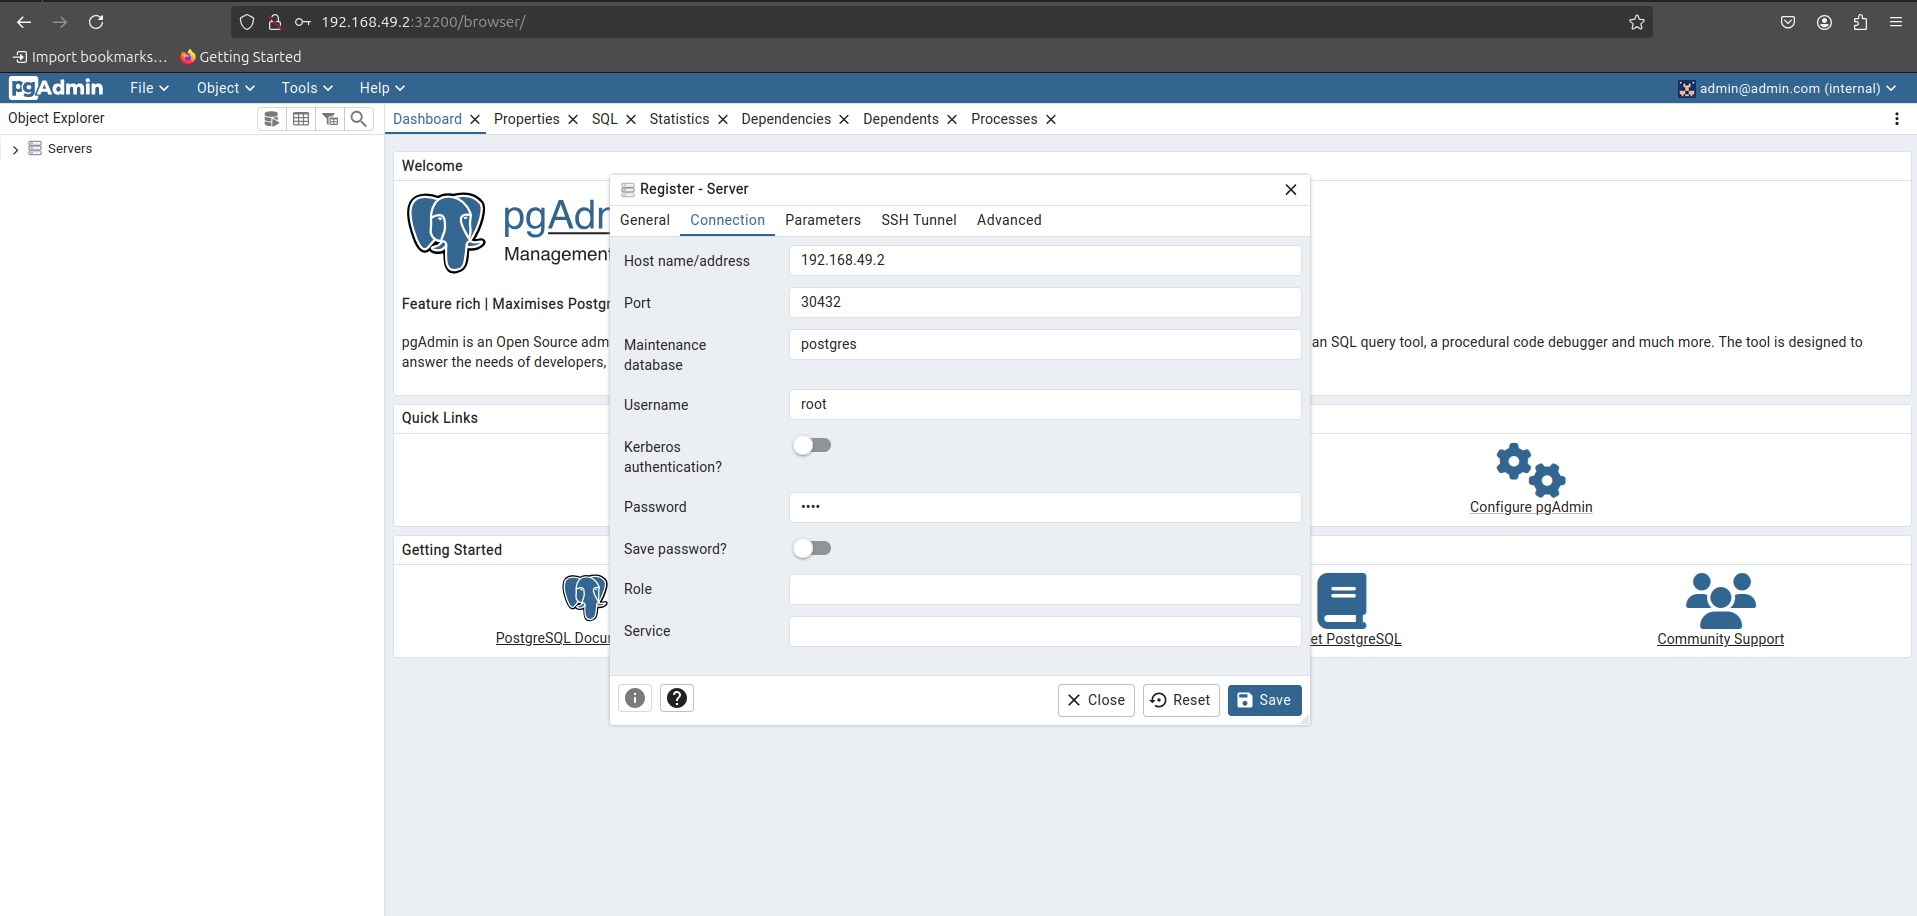 192.168.49.2:32200/browser/
Import bookmarks...
Getting Started
pgAdmin
File
Object
Tools
Help
admin@admin.com (internal)
Object Explorer
Dashboard
Properties
SQL
Statistics
Dependencies
Dependents
Processes
Servers
Welcome
pgAdm
Management
Feature rich | Maximises Postgr
pgAdmin is an Open Source adm
an SQL query tool, a procedural code debugger and much more. The tool is designed to
answer the needs of developers,
Quick Links
Configure pgAdmin
Getting Started
PostgreSQL Docu
et PostgreSQL
Community Support
Register - Server
General
Connection
Parameters
SSH Tunnel
Advanced
Host name/address
192.168.49.2
Port
30432
Maintenance
database
postgres
Username
root
Kerberos
authentication?
Password
••••
Save password?
Role
Service
Close
Reset
Save